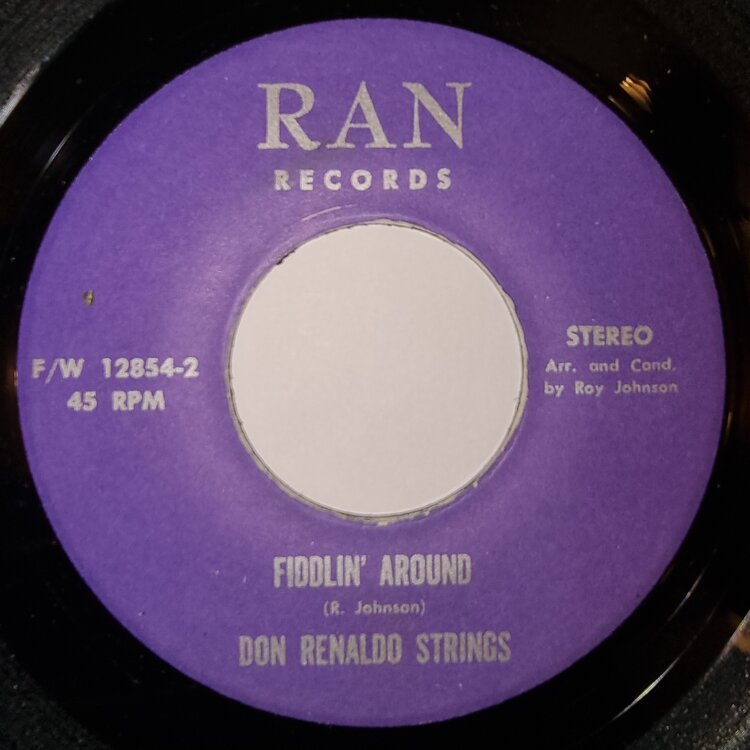 RAN
RECORDS
F/W 12854-2
45 RPM
STEREO
Arr. and Cond.
by Roy Johnson
FIDDLIN' AROUND
(R. Johnson)
DON RENALDO STRINGS